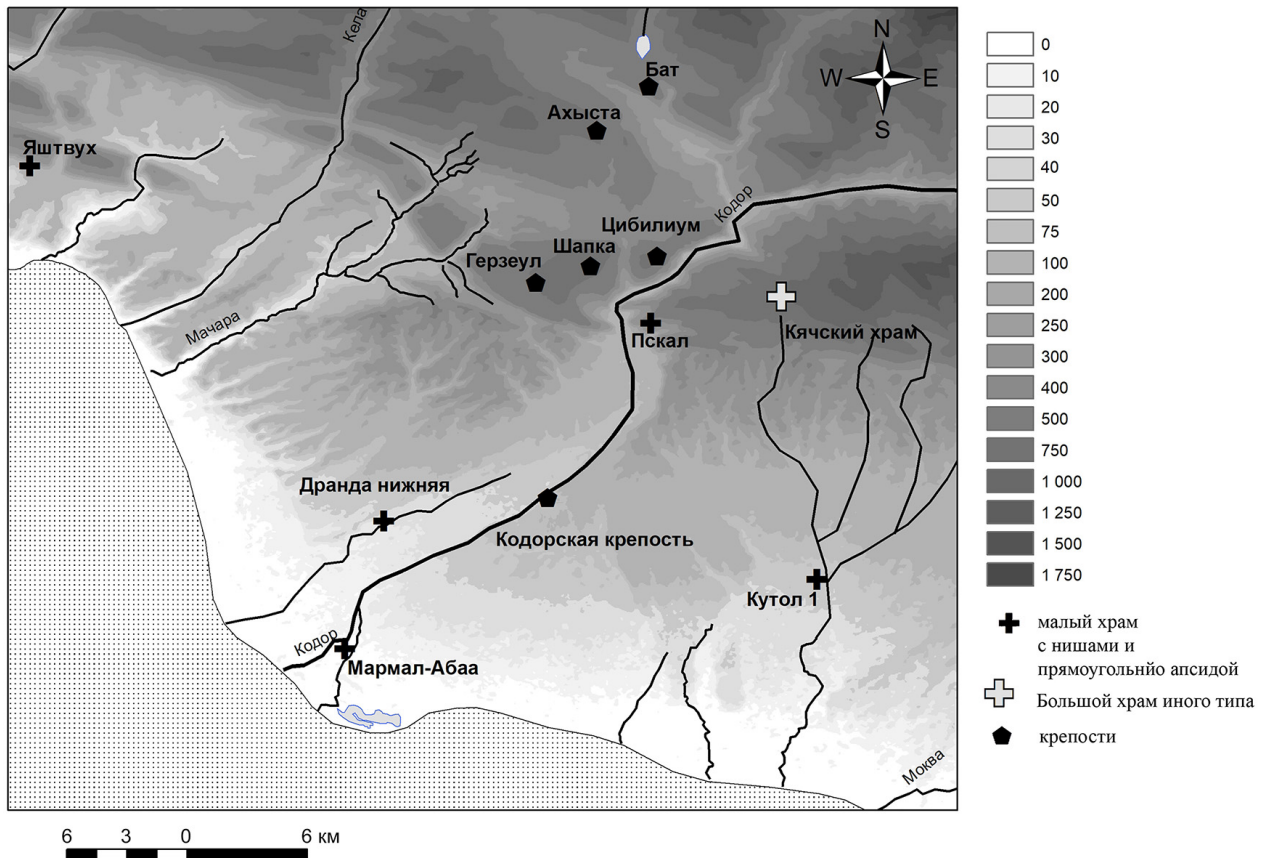 Кела
N
W
E
S
Бат
Ахыста
Яштвух
Кодор
Цибилиум
Шапка
Герзеул
Мачара
Пскал
Кячский храм
Дранда нижняя
Кодорская крепость
Кутол 1
Кодор
Мармал-Абаа
Моква
6 3 0 6 км
0
10
20
30
40
50
75
100
200
250
300
400
500
750
1 000
1 250
1 500
1 750
малый храм
с нишами и
прямоугольнйо апсидой
Большой храм иного типа
крепости